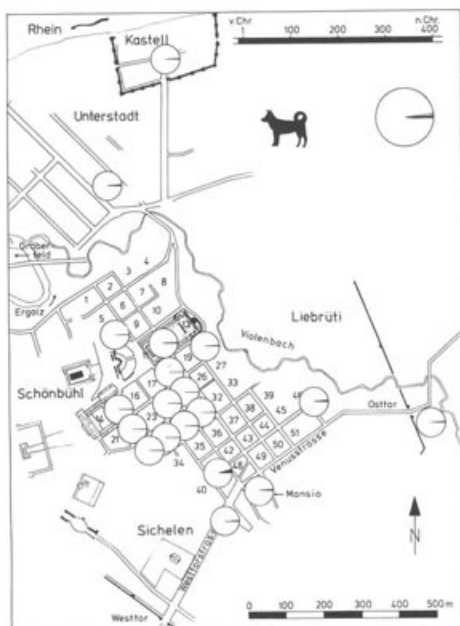 Rhein
Kastell
v.Chr. n.Chr.
1 100 200 300 400
Unterstadt
Gräberfeld
Ergolz
1 2 3 4
5 6 7 8
9 10
Violenbach
Liebrüti
Schönbühl
16 17 19 27
26 33
32 38 39
37 44 45 48
21 23 36 43 50 51
34 35 42 49
40 48
Osttor
Venusstrasse
Mansio
Sichelen
Westtorstrasse
Westtor
N
0 100 200 300 400 500 m